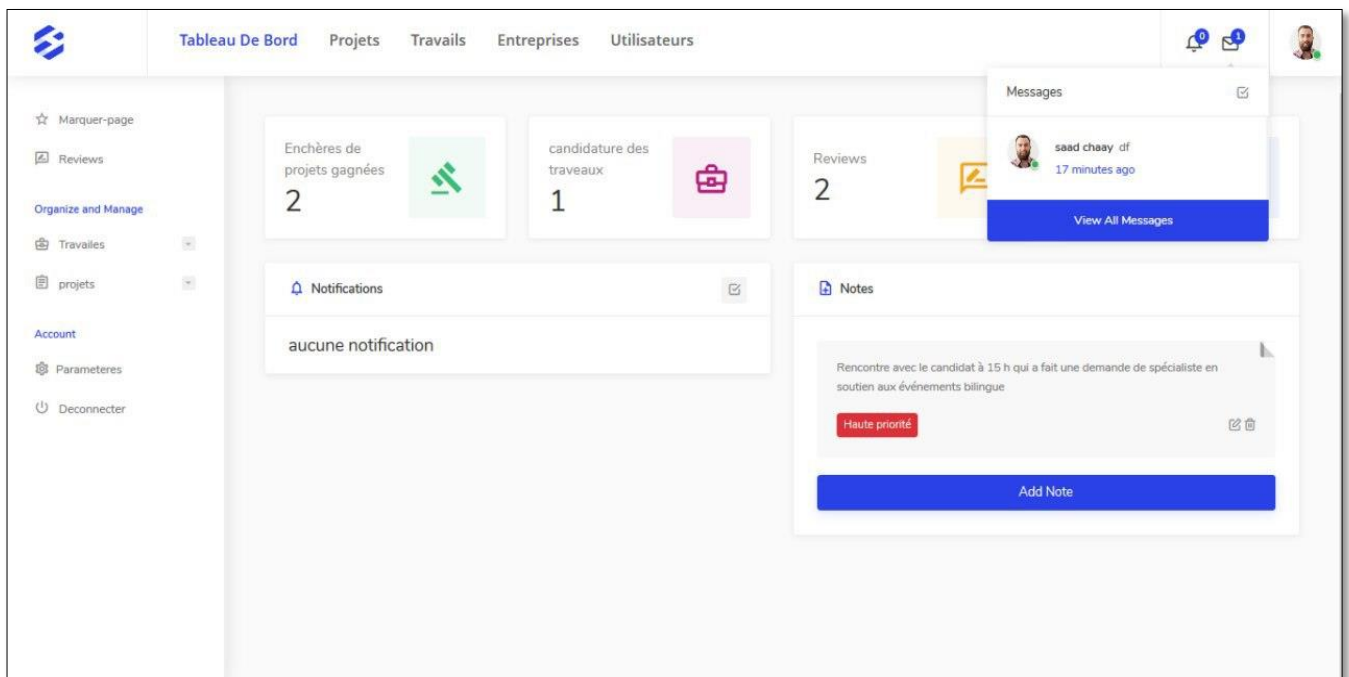 Tableau De Bord Projets Travails Entreprises Utilisateurs 0 1
Marquer-page
Reviews
Organize and Manage
Travailes
projets
Account
Parameteres
Deconnecter
Enchères de
projets gagnées
2
candidature des
traveaux
1
Reviews
2
Messages
saad chaay df
17 minutes ago
View All Messages
Notifications
aucune notification
Notes
Rencontre avec le candidat à 15 h qui a fait une demande de spécialiste en
soutien aux événements bilingue
Haute priorité
Add Note